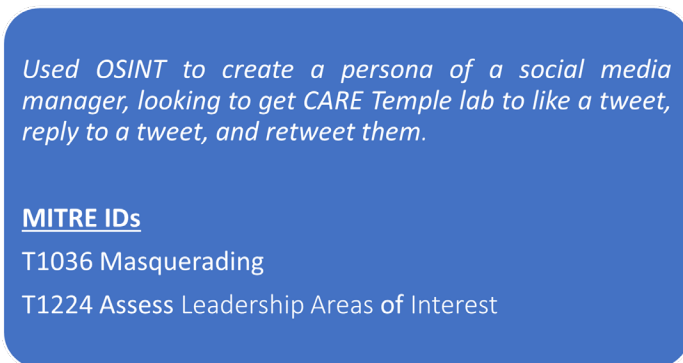 Used OSINT to create a persona of a social media
manager, looking to get CARE Temple lab to like a tweet,
reply to a tweet, and retweet them.
MITRE IDs
T1036 Masquerading
T1224 Assess Leadership Areas of Interest